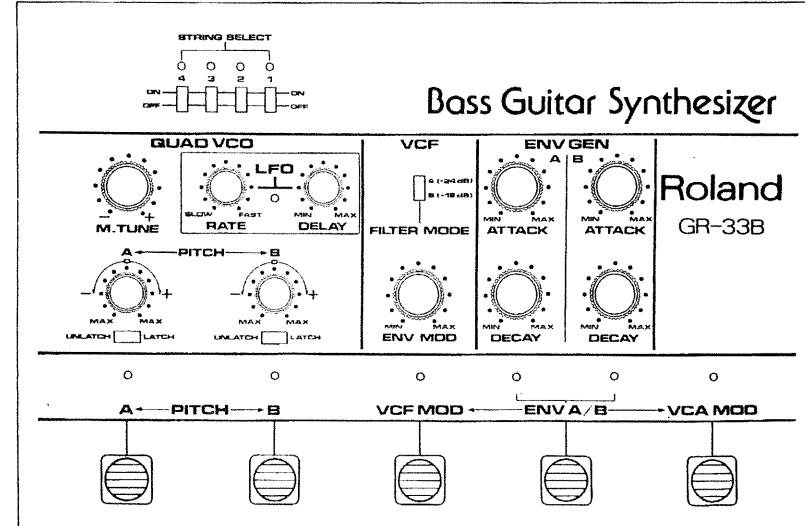 STRING SELECT
4 3 2 1
ON ON
OFF OFF
Bass Guitar Synthesizer
QUAD VCO
VCF
ENV GEN
A B
LFO
A (-24dB)
B (-12dB)
Roland
GR-33B
- +
M.TUNE
SLOW FAST
RATE
MIN MAX
DELAY
FILTER MODE
MIN MAX
ATTACK
MIN MAX
ATTACK
A PITCH B
- +
- +
MAX MAX
MAX MAX
UNLATCH LATCH
UNLATCH LATCH
MIN MAX
ENV MOD
MIN MAX
DECAY
MIN MAX
DECAY
A PITCH B
VCF MOD ENV A/B VCA MOD